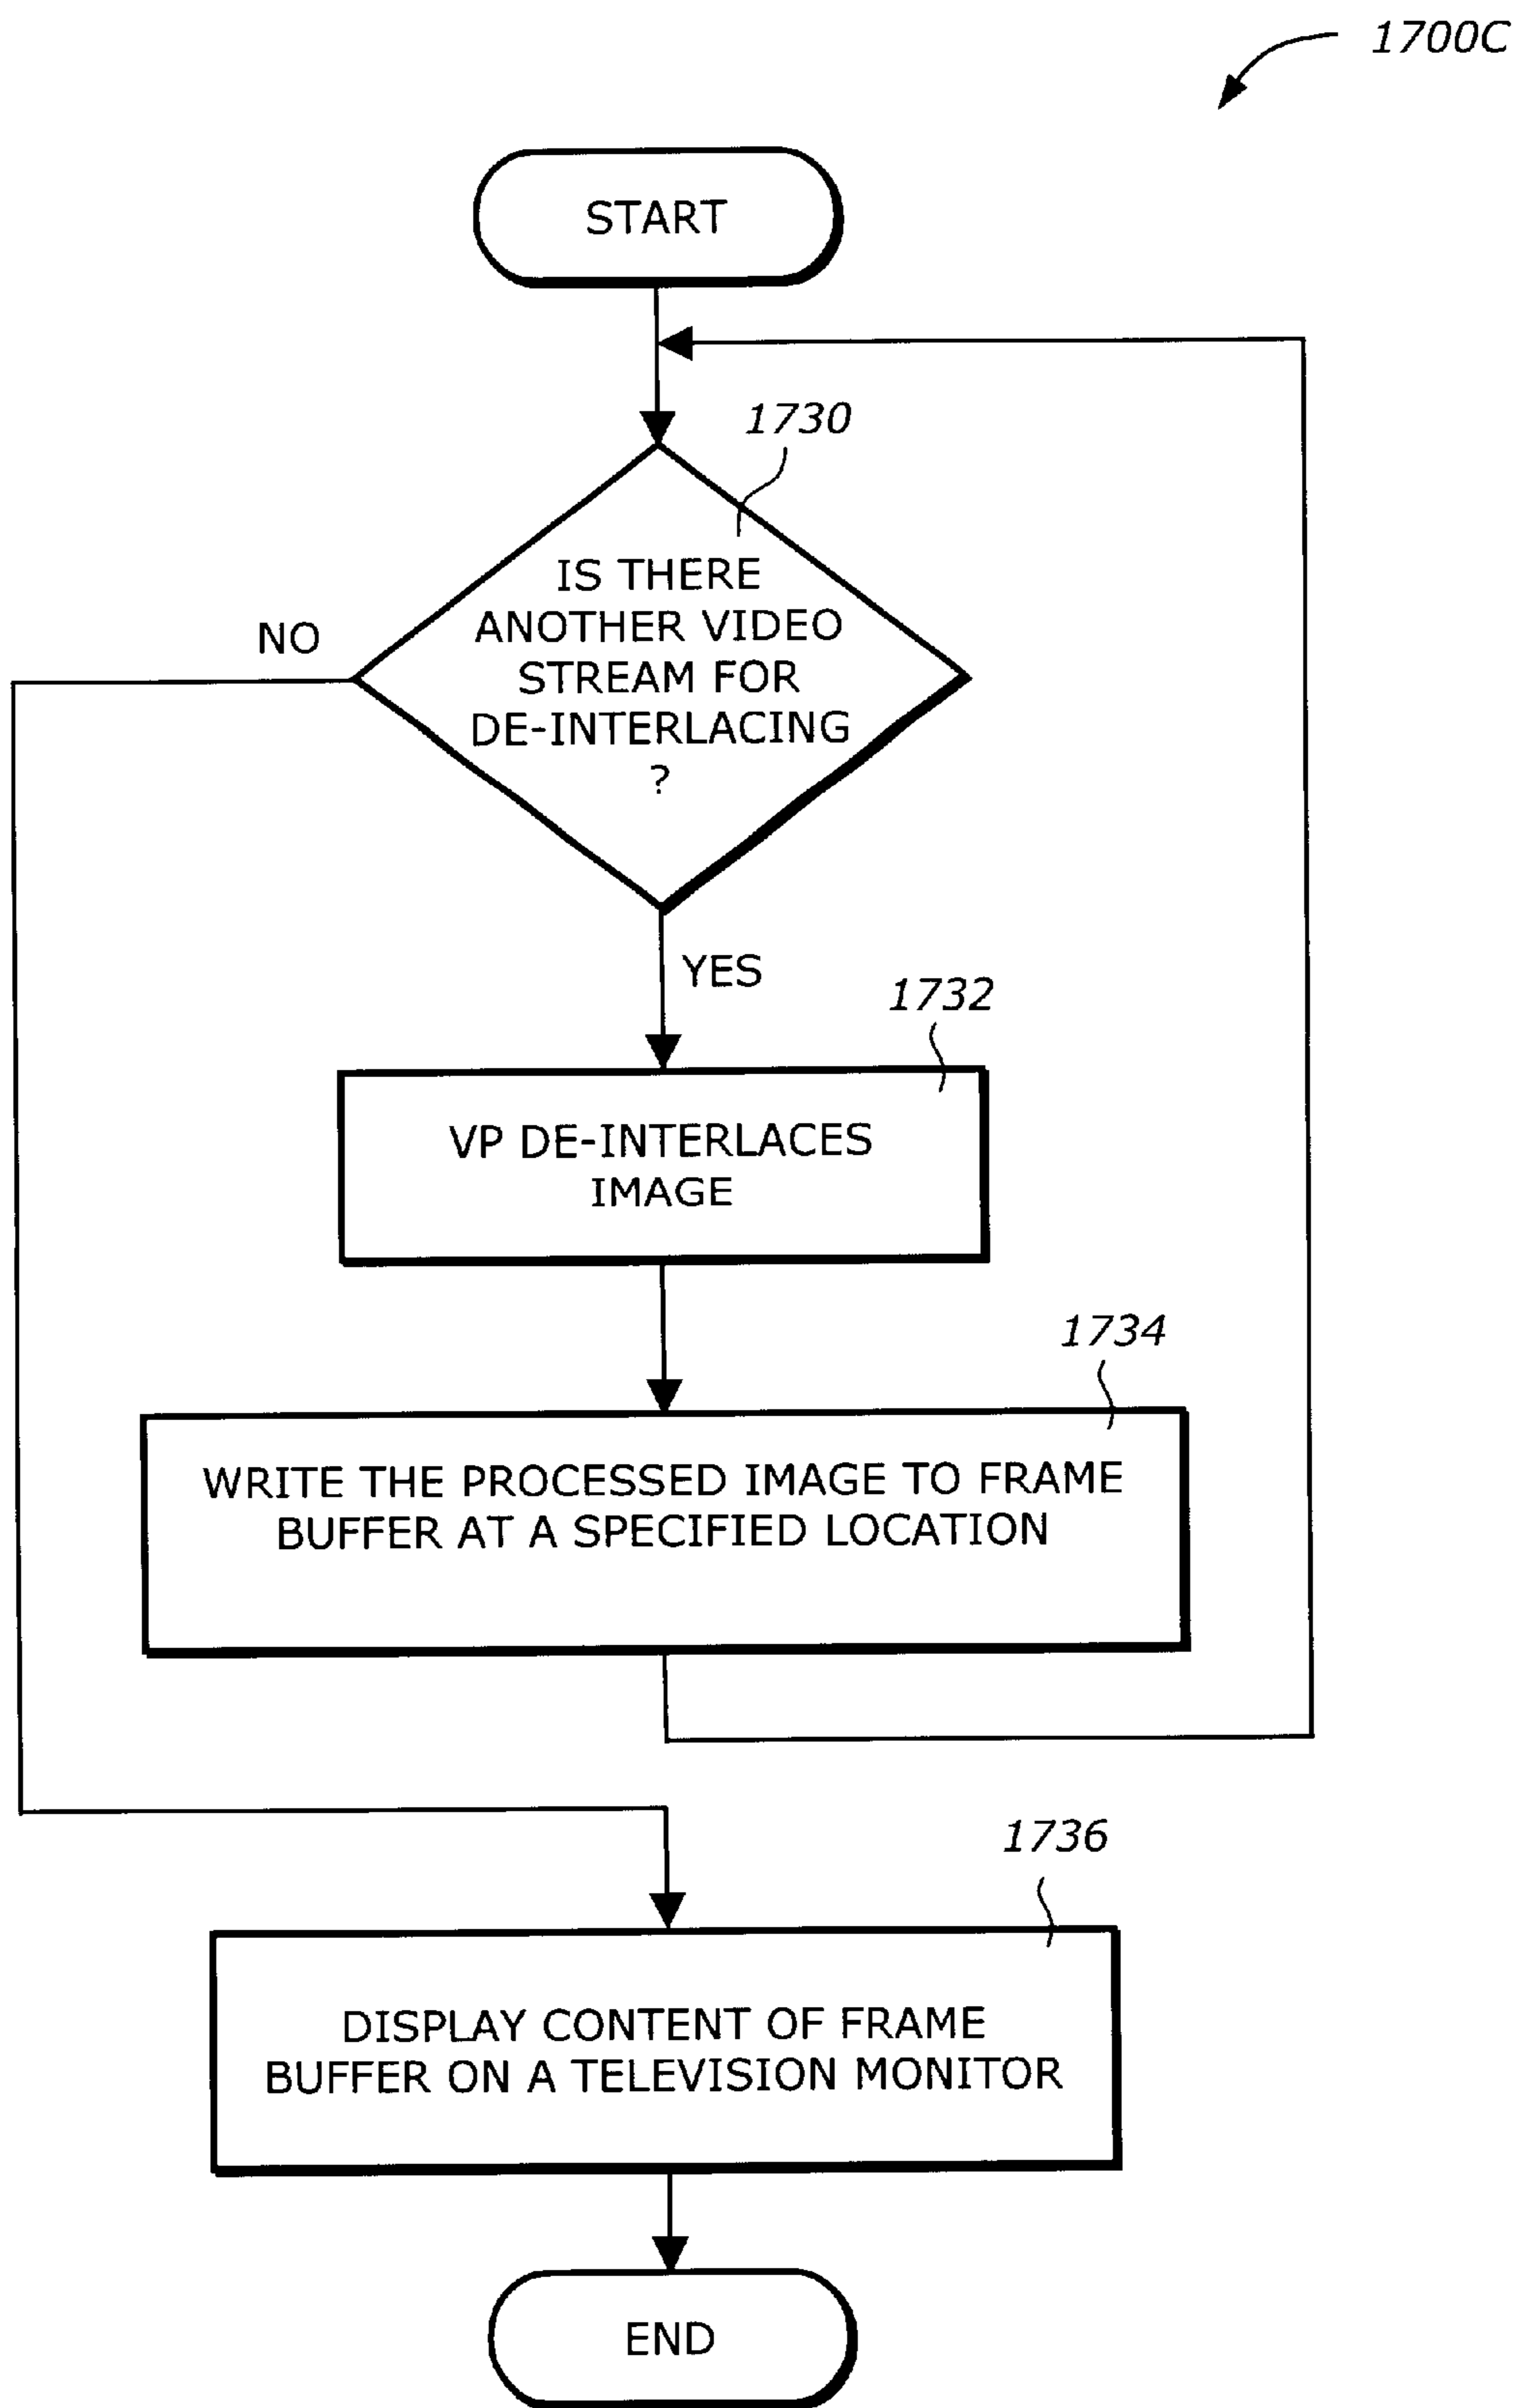 1700C
START
1730
IS THERE
ANOTHER VIDEO
STREAM FOR
DE-INTERLACING
?
NO
YES
1732
VP DE-INTERLACES
IMAGE
1734
WRITE THE PROCESSED IMAGE TO FRAME
BUFFER AT A SPECIFIED LOCATION
1736
DISPLAY CONTENT OF FRAME
BUFFER ON A TELEVISION MONITOR
END